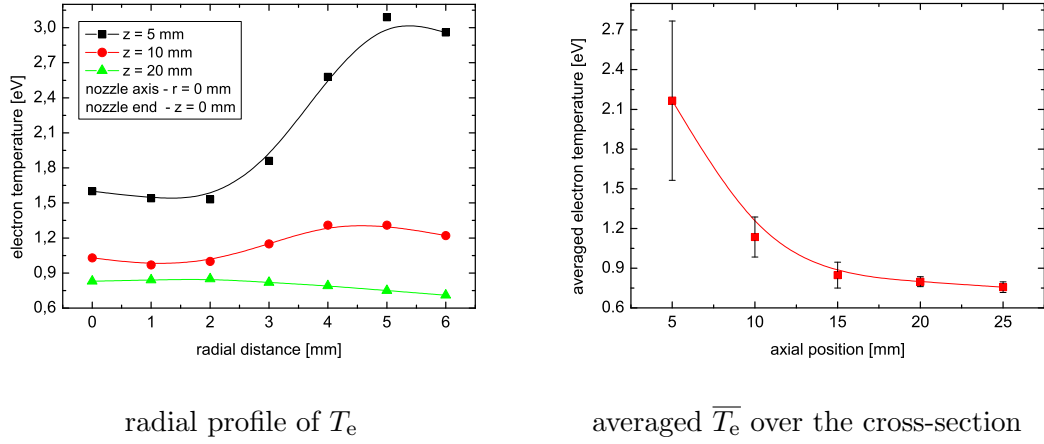 electron temperature [eV]
3,0
2,7
2,4
2,1
1,8
1,5
1,2
0,9
0,6
z = 5 mm
z = 10 mm
z = 20 mm
nozzle axis - r = 0 mm
nozzle end - z = 0 mm
0 1 2 3 4 5 6
radial distance [mm]
radial profile of Te
averaged electron temperature [eV]
2,7
2,4
2,1
1,8
1,5
1,2
0,9
0,6
5 10 15 20 25
axial position [mm]
averaged T̅e over the cross-section